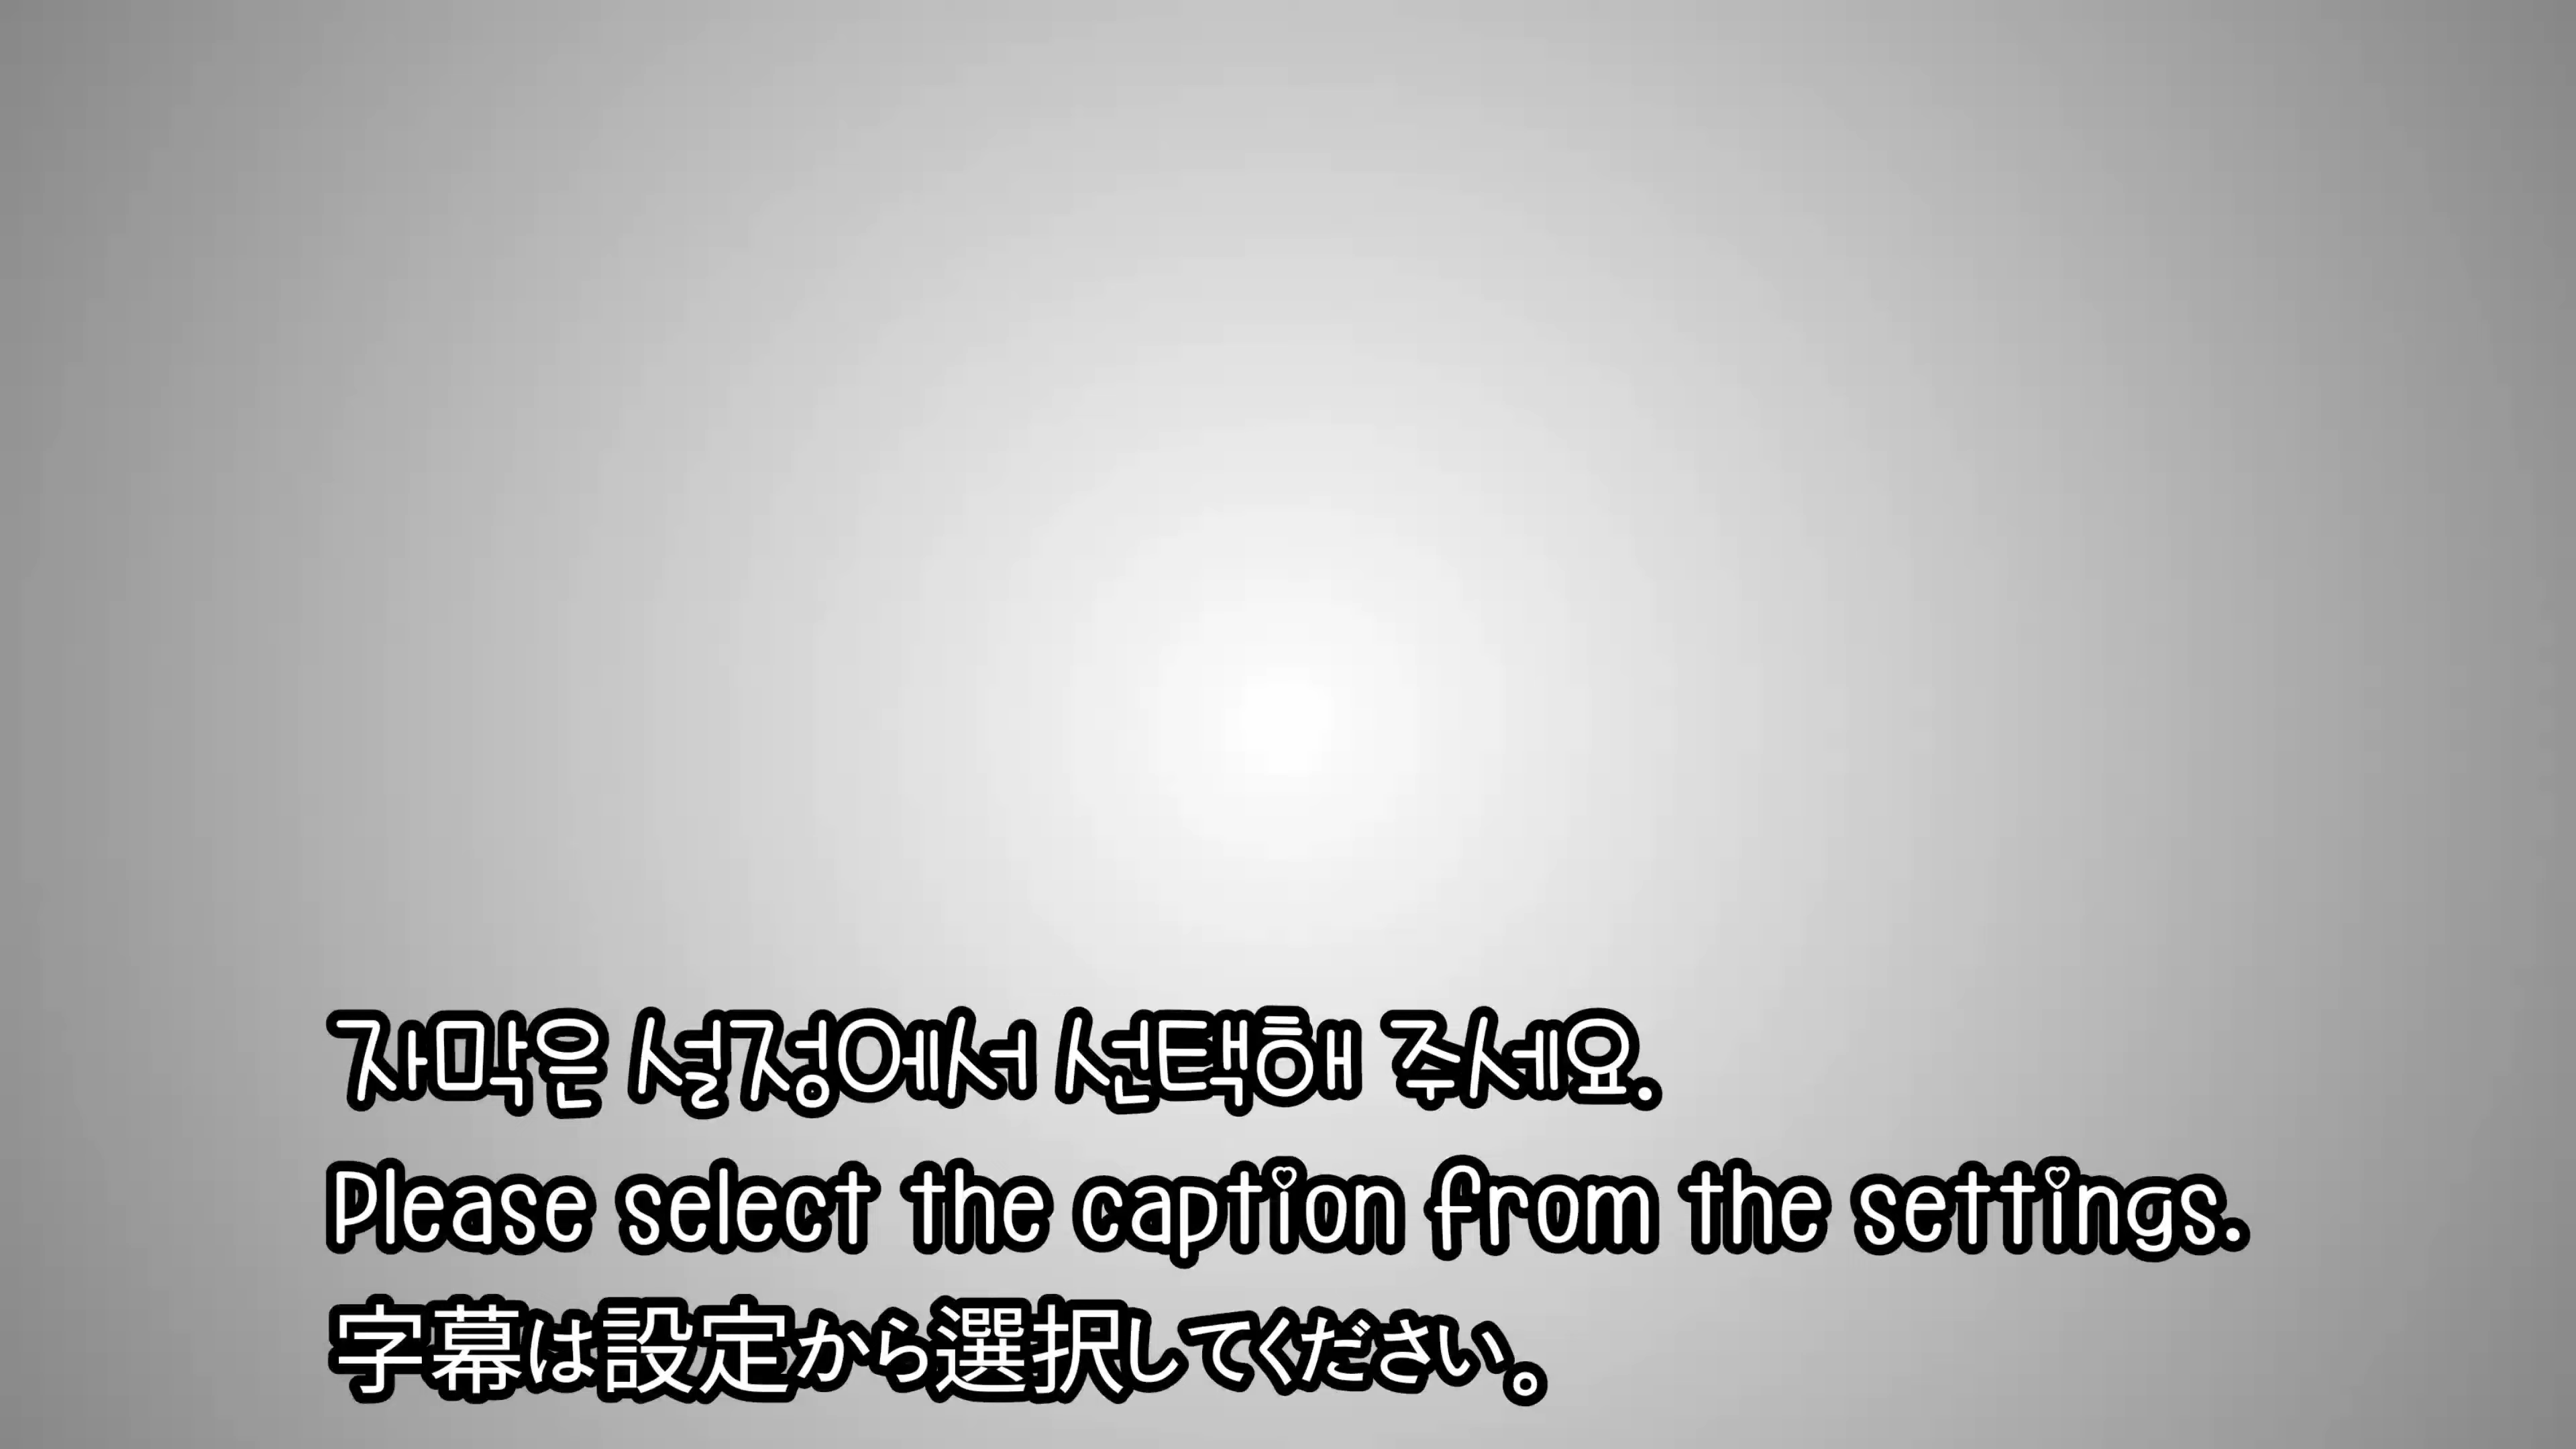 자막은 설정에서 선택해 주세요.
Please select the caption from the settings.
字幕は設定から選択してください。